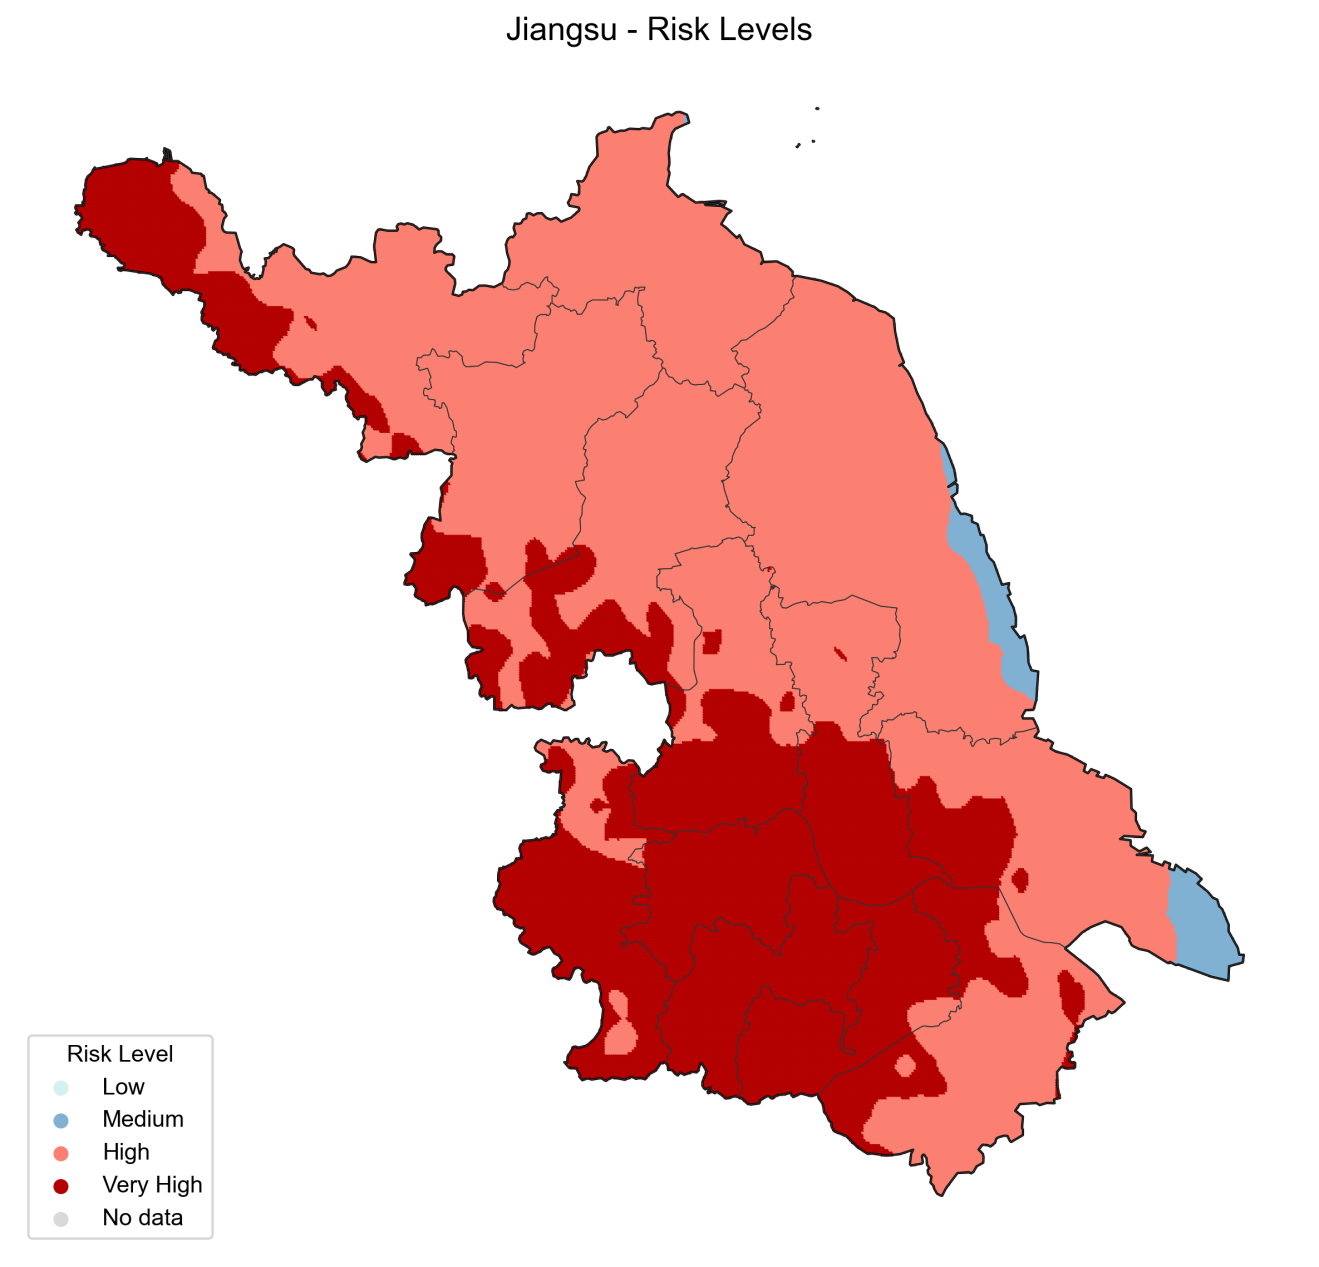 Jiangsu - Risk Levels
Risk Level
Low
Medium
High
Very High
No data